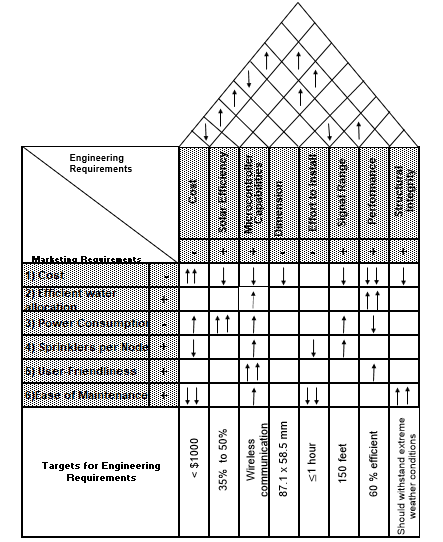 Engineering
Requirements
Marketing Requirements
Cost
Solar Efficiency
Microcontroller
Capabilities
Dimension
Effort to Install
Signal Range
Performance
Structural
Integrity
- + + - - + + +
1) Cost -
2) Efficient water
allocation +
3) Power Consumption -
4) Sprinklers per Node +
5) User-Friendliness +
6)Ease of Maintenance +
Targets for Engineering
Requirements
< $1000
35% to 50%
Wireless
communication
87.1 x 58.5 mm
≤1 hour
150 feet
60 % efficient
Should withstand extreme
weather conditions